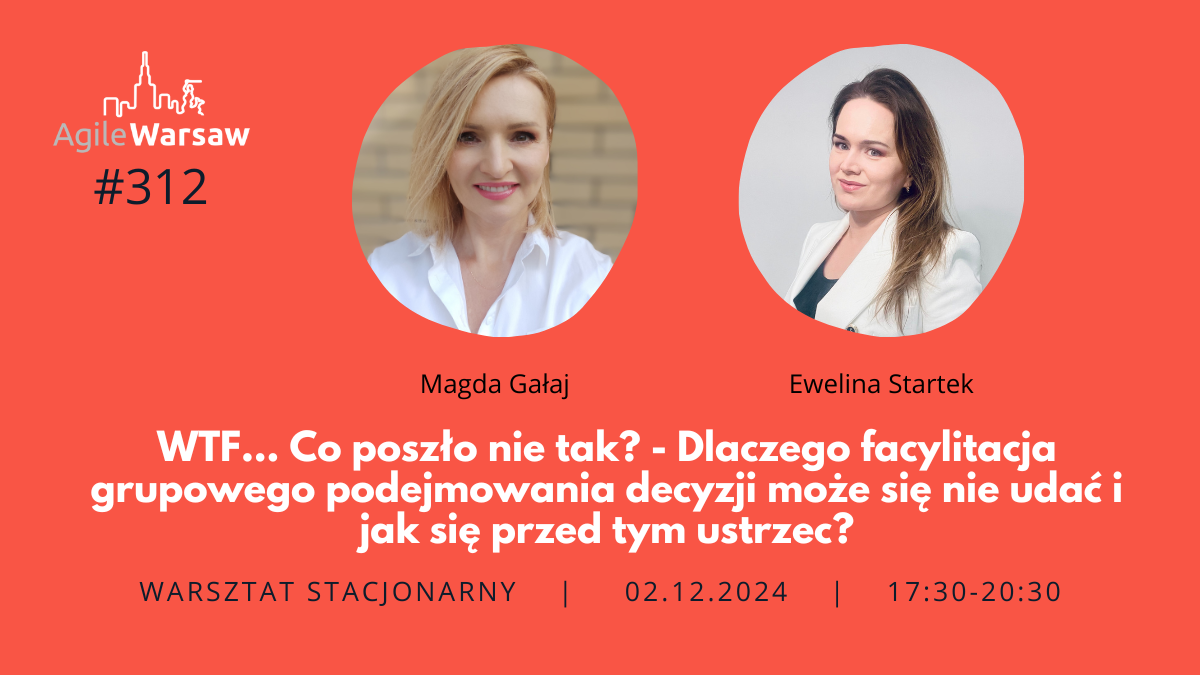 AgileWarsaw
#312
Magda Gałaj
Ewelina Startek
WTF... Co poszło nie tak? - Dlaczego facylitacja
grupowego podejmowania decyzji może się nie udać i
jak się przed tym ustrzec?
WARSZTAT STACJONARNY | 02.12.2024 | 17:30-20:30